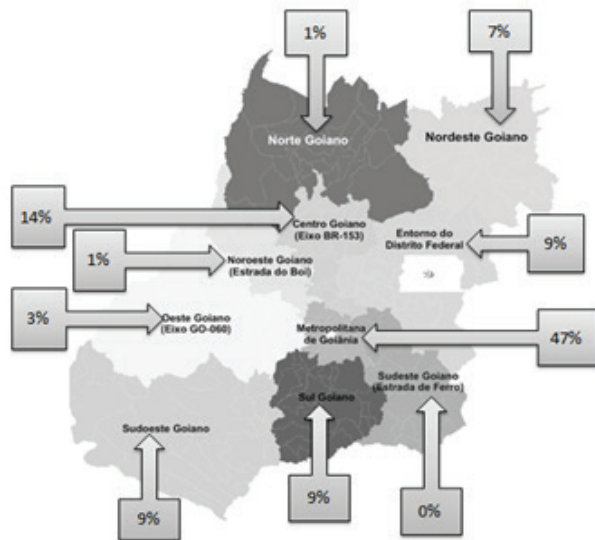 1%
7%
Norte Goiano
Nordeste Goiano
14%
Centro Goiano
(Eixo BR-153)
Entorno do
Distrito Federal
9%
1%
Noroeste Goiano
(Estrada do Boi)
3%
Oeste Goiano
(Eixo GO-060)
Metropolitana
de Goiânia
47%
Sudeste Goiano
(Estrada de Ferro)
Sul Goiano
Sudoeste Goiano
9%
9%
0%